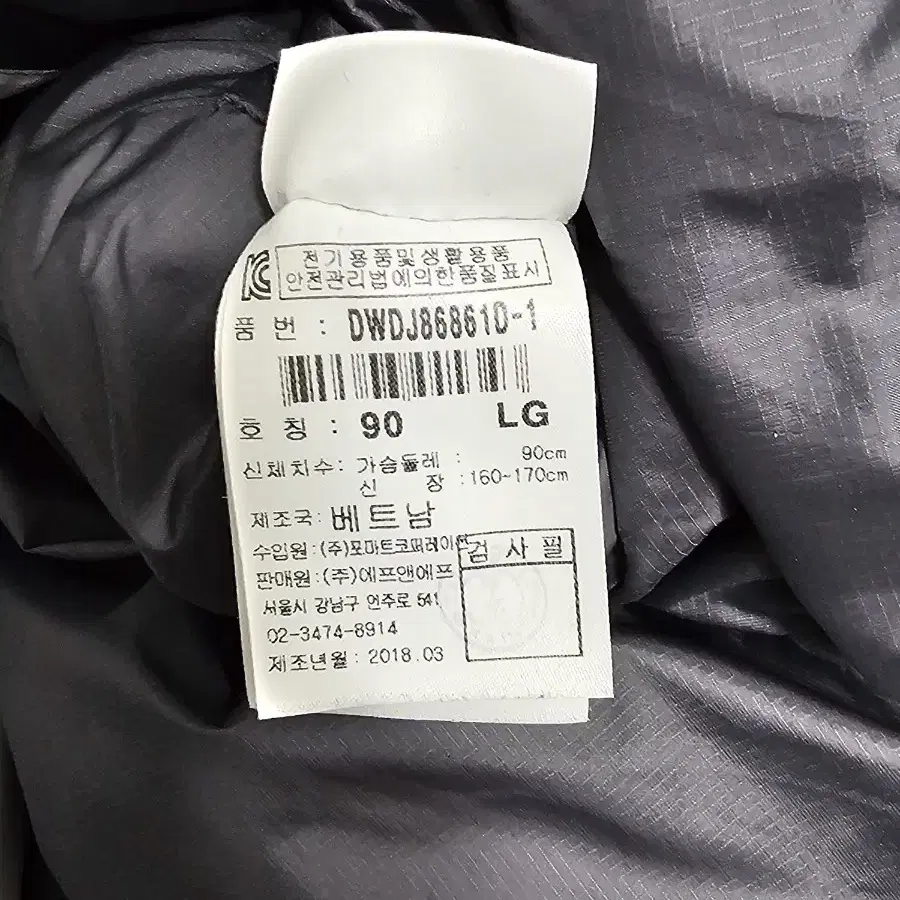 KC
전기용품및생활용품
안전관리법에의한품질표시
품 번 : DWDJ868610-1
호 칭 : 90 LG
신체치수: 가슴둘레 : 90cm
신 장 :160~170cm
제조국: 베트남
수입원:(주)포마트코퍼레이
검 사 필
판매원:(주)에프앤에프
서울시 강남구 언주로 541
02-3474-8914
제조년월: 2018.03